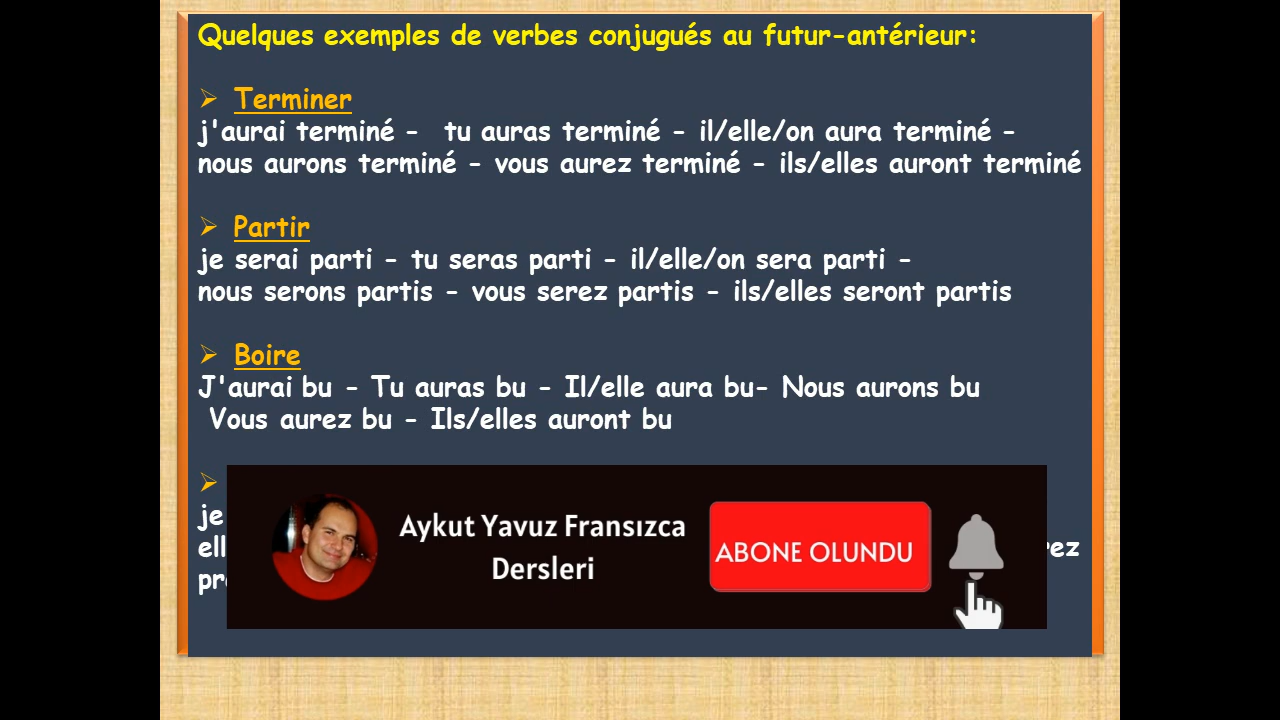 Quelques exemples de verbes conjugués au futur-antérieur:
Terminer
j'aurai terminé - tu auras terminé - il/elle/on aura terminé -
nous aurons terminé - vous aurez terminé - ils/elles auront terminé
Partir
je serai parti - tu seras parti - il/elle/on sera parti -
nous serons partis - vous serez partis - ils/elles seront partis
Boire
J'aurai bu - Tu auras bu - Il/elle aura bu- Nous aurons bu
Vous aurez bu - Ils/elles auront bu
je
Aykut Yavuz Fransızca
Dersleri
ABONE OLUNDU